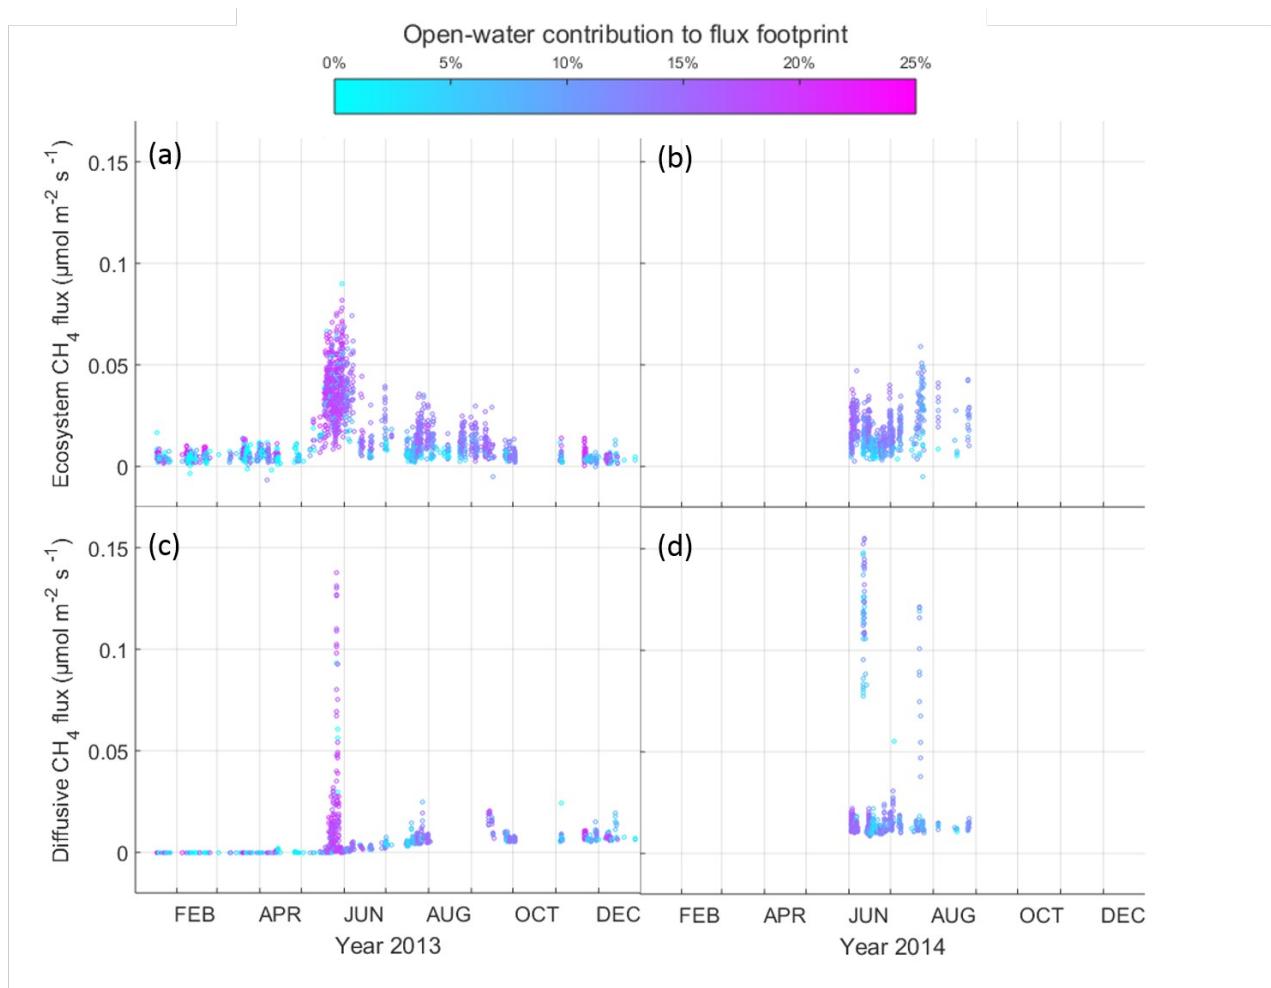 Open-water contribution to flux footprint
0% 5% 10% 15% 20% 25%
(a) (b)
Ecosystem CH4 flux (μmol m-2 s -1)
0.15
0.1
0.05
0
(c) (d)
Diffusive CH4 flux (μmol m-2 s -1)
0.15
0.1
0.05
0
FEB APR JUN AUG OCT DEC FEB APR JUN AUG OCT DEC
Year 2013 Year 2014